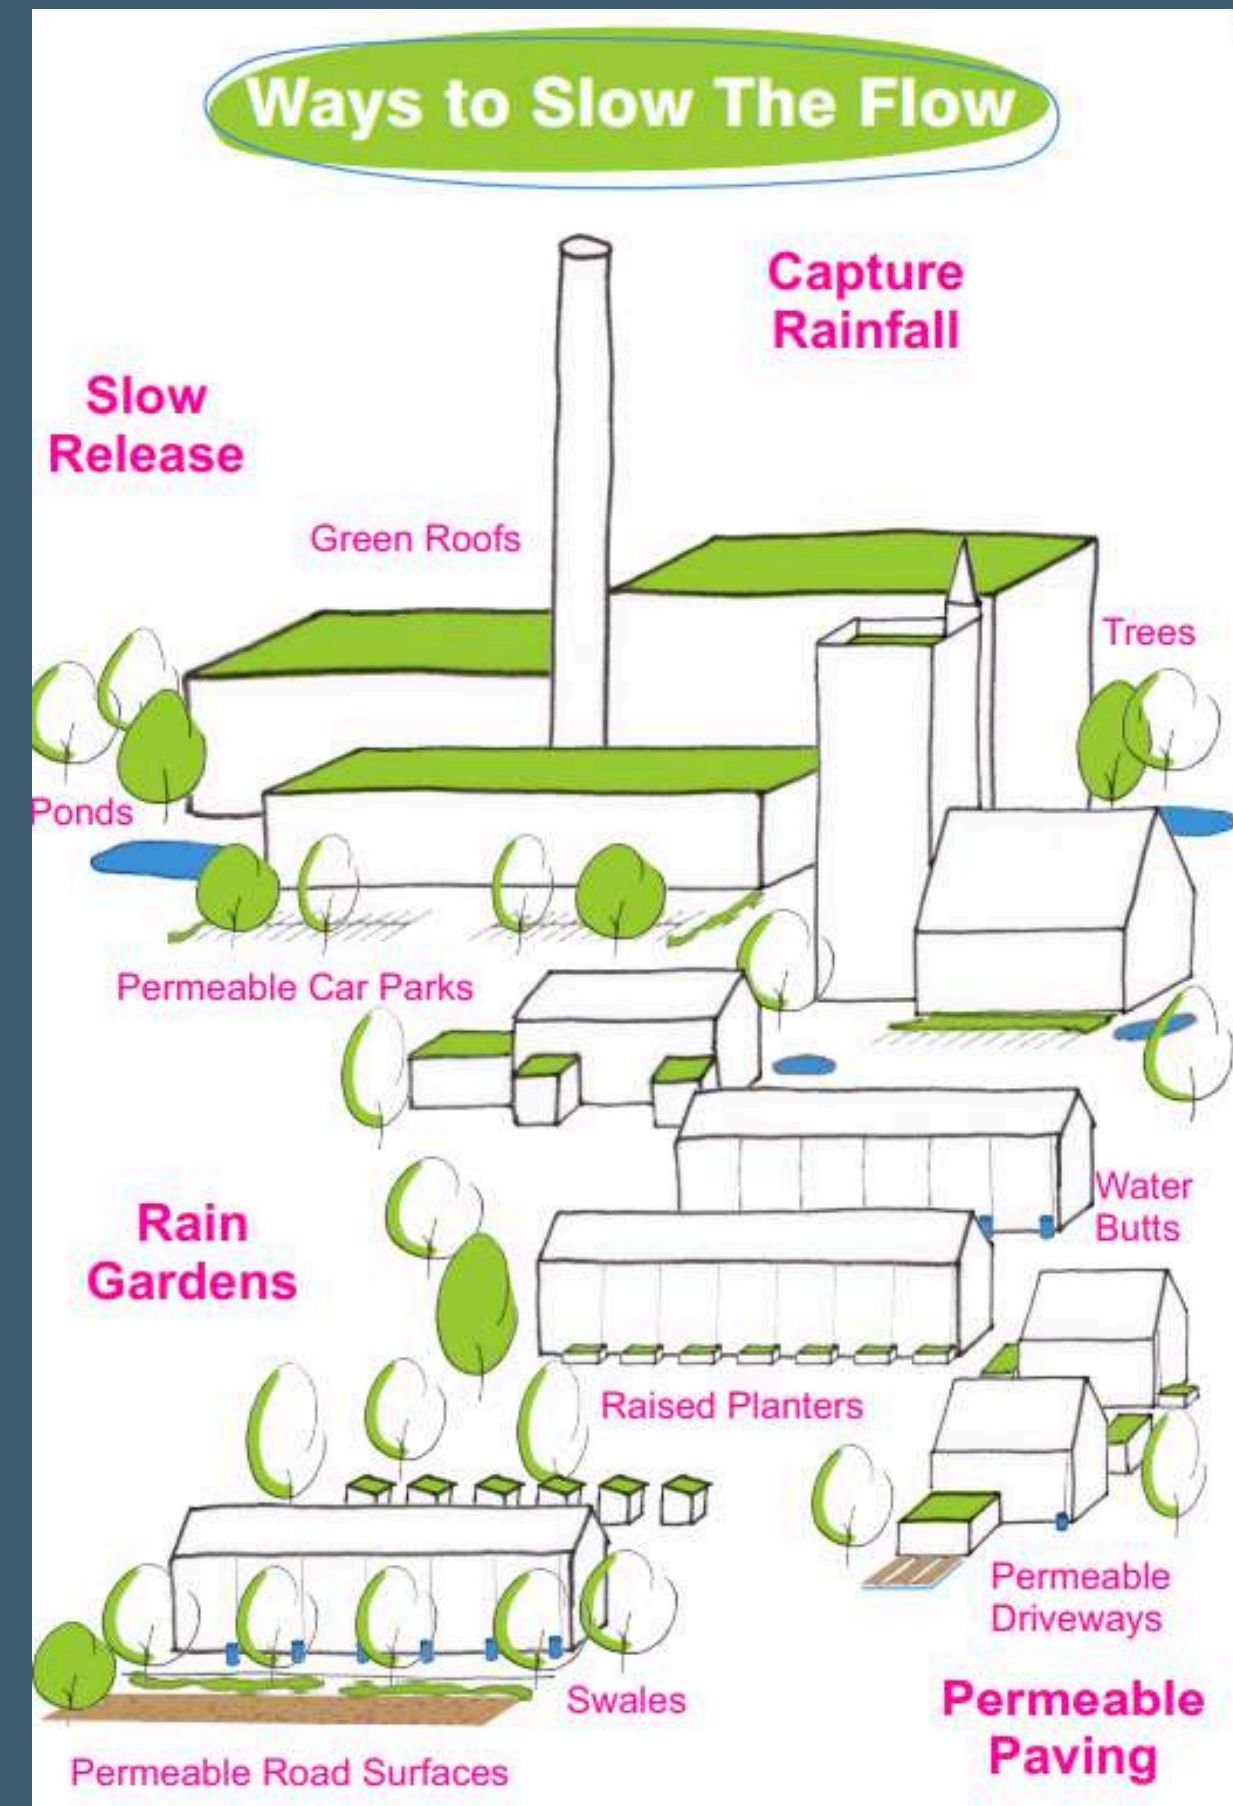 Ways to Slow The Flow
Capture
Rainfall
Slow
Release
Green Roofs
Trees
Ponds
Permeable Car Parks
Water
Butts
Rain
Gardens
Raised Planters
Permeable
Driveways
Swales
Permeable
Paving
Permeable Road Surfaces